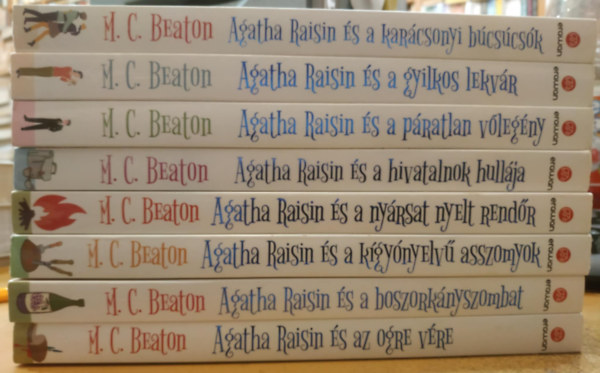 M. C. Beaton Agatha Raisin és a karácsonyi búcsúcsók
M. C. Beaton Agatha Raisin és a gyilkos lekvár
M. C. Beaton Agatha Raisin és a páratlan vőlegény
M. C. Beaton Agatha Raisin és a hivatalnok hullája
M. C. Beaton Agatha Raisin és a nyársat nyelt rendőr
M. C. Beaton Agatha Raisin és a kígyónyelvű asszonyok
M. C. Beaton Agatha Raisin és a boszorkányszombat
M. C. Beaton Agatha Raisin és az ogre vére